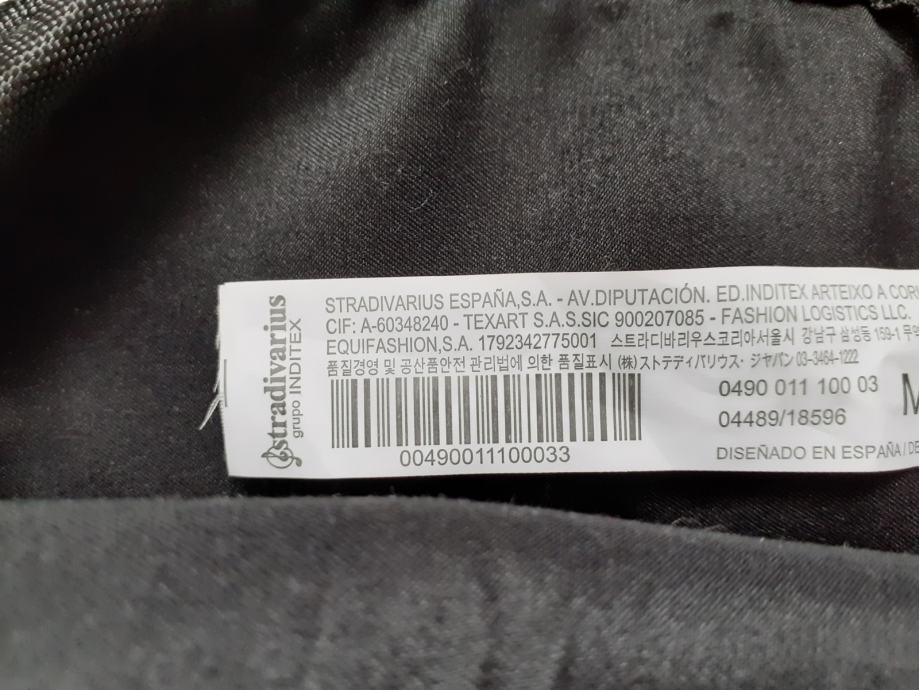 stradivarius
grupo INDITEX
STRADIVARIUS ESPAÑA,S.A. - AV.DIPUTACIÓN. ED.INDITEX ARTEIXO A
CIF: A-60348240 - TEXART S.A.S.SIC 900207085 - FASHION LOGISTICS LLC.
EQUIFASHION,S.A. 1792342775001 스트라디바리우스코리아서울시 강남구 삼성동 159-1
품질경영 및 공산품안전 관리법에 의한 품질표시 (株) ストラディバリウス・ジャパン 03-3464-1222
00490011100033
0490 011 100 03
04489/18596
M
DISEÑADO EN ESPAÑA /